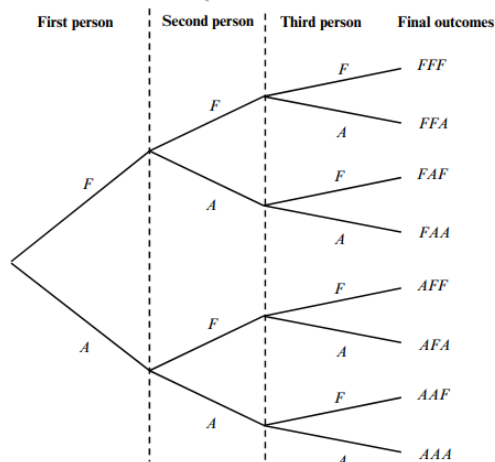 First person Second person Third person Final outcomes
F FFF
F
A FFA
F
F FAF
A
A FAA
F AFF
F
A
A AFA
F AAF
A
A AAA